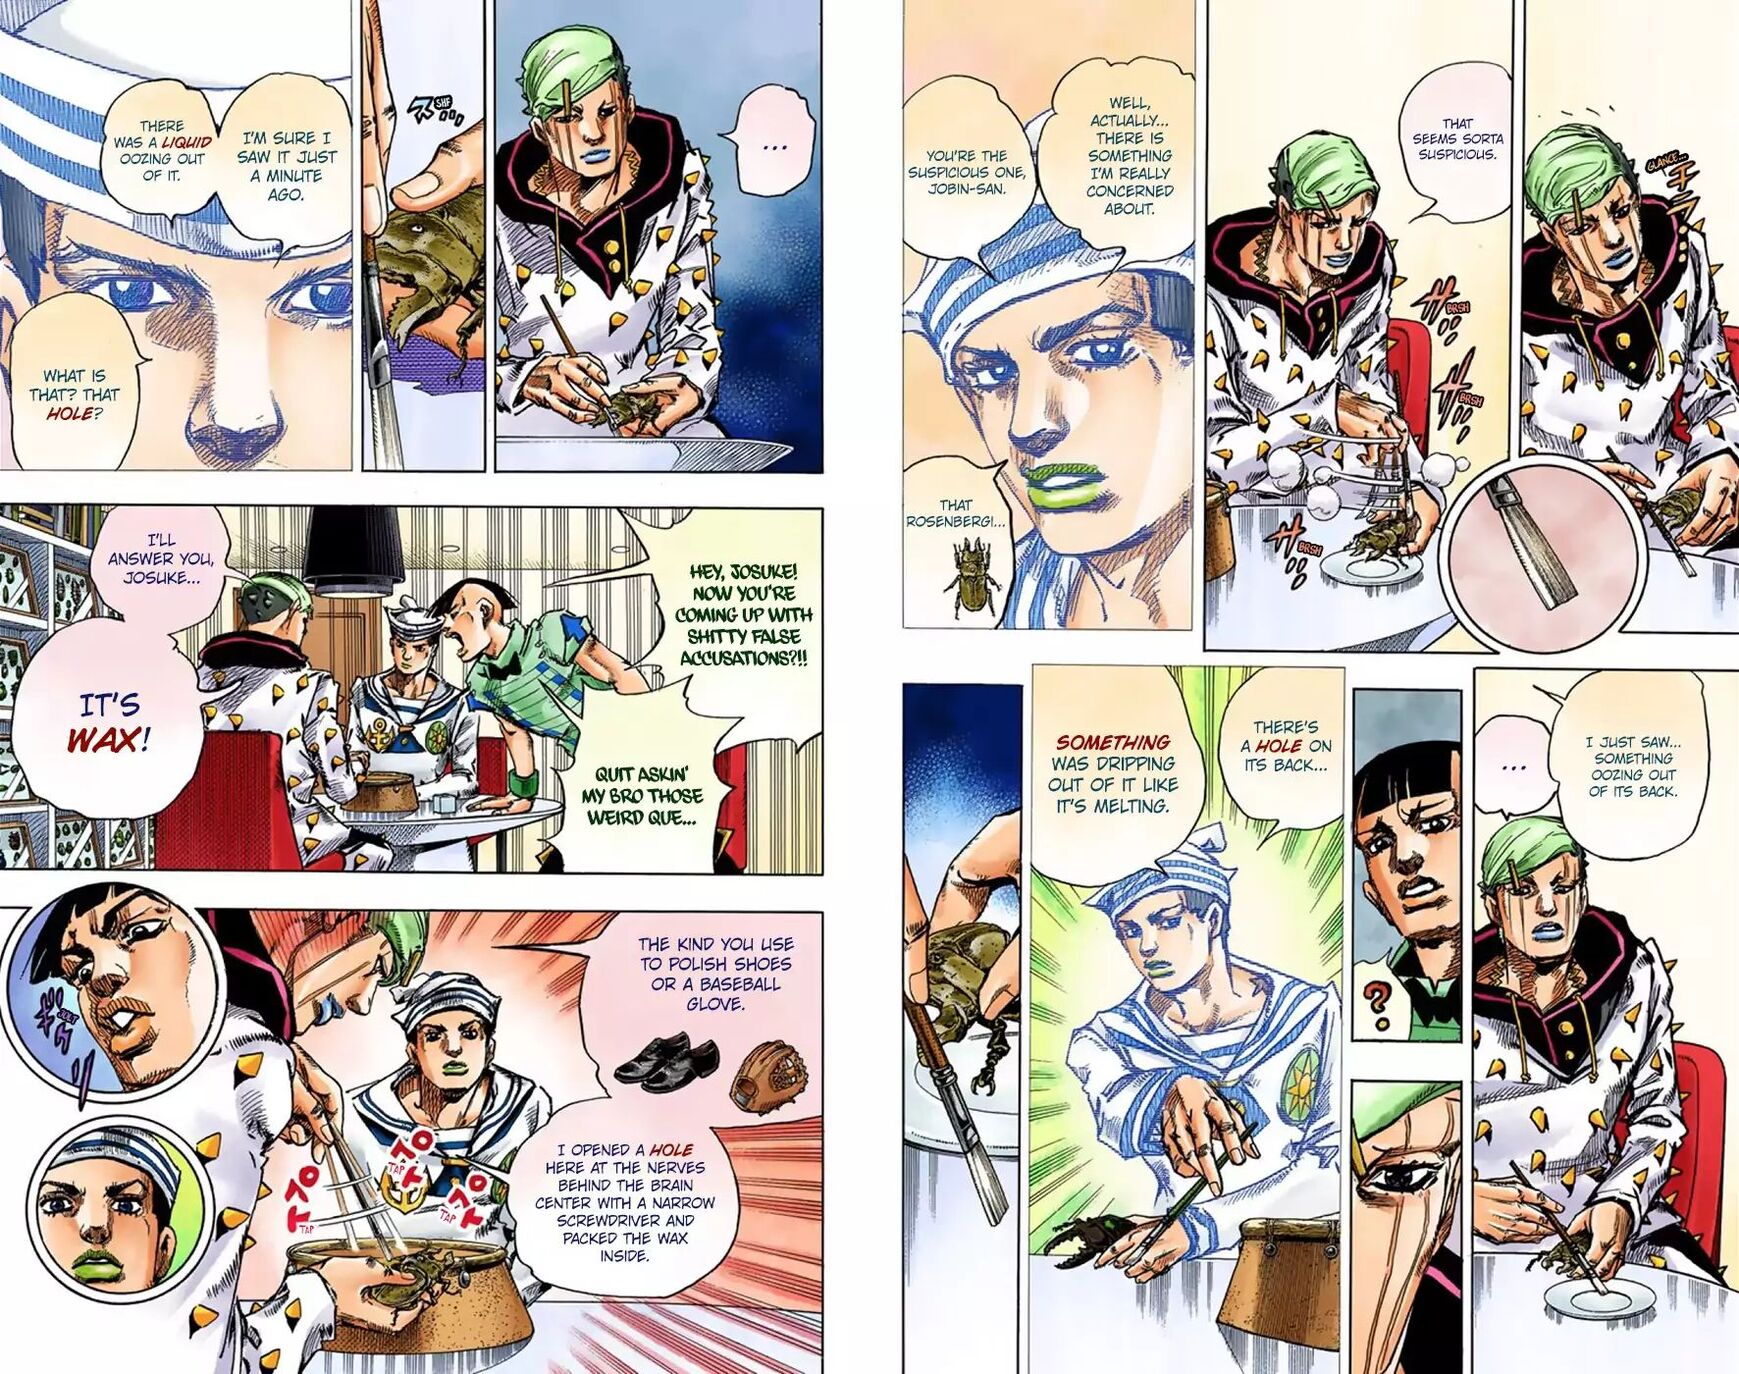 GLANCE...
THAT
SEEMS SORTA
SUSPICIOUS.
BRSH
BRSH
BRSH
WELL,
ACTUALLY...
THERE IS
SOMETHING
I'M REALLY
CONCERNED
ABOUT.
YOU'RE THE
SUSPICIOUS ONE,
JOBIN-SAN.
THAT
ROSENBERGI...
I JUST SAW...
SOMETHING
OOZING OUT
OF ITS BACK.
...
?
THERE'S
A HOLE ON
ITS BACK...
SOMETHING
WAS DRIPPING
OUT OF IT LIKE
IT'S MELTING.
...
SHF
I'M SURE I
SAW IT JUST
A MINUTE
AGO.
THERE
WAS A LIQUID
OOZING OUT
OF IT.
WHAT IS
THAT? THAT
HOLE?
HEY, JOSUKE!
NOW YOU'RE
COMING UP WITH
SHITTY FALSE
ACCUSATIONS?!!
QUIT ASKIN'
MY BRO THOSE
WEIRD QUE...
I'LL
ANSWER YOU,
JOSUKE...
IT'S
WAX!
THE KIND YOU USE
TO POLISH SHOES
OR A BASEBALL
GLOVE.
I OPENED A HOLE
HERE AT THE NERVES
BEHIND THE BRAIN
CENTER WITH A NARROW
SCREWDRIVER AND
PACKED THE WAX
INSIDE.
TAP
TAP
TAP
JOLT